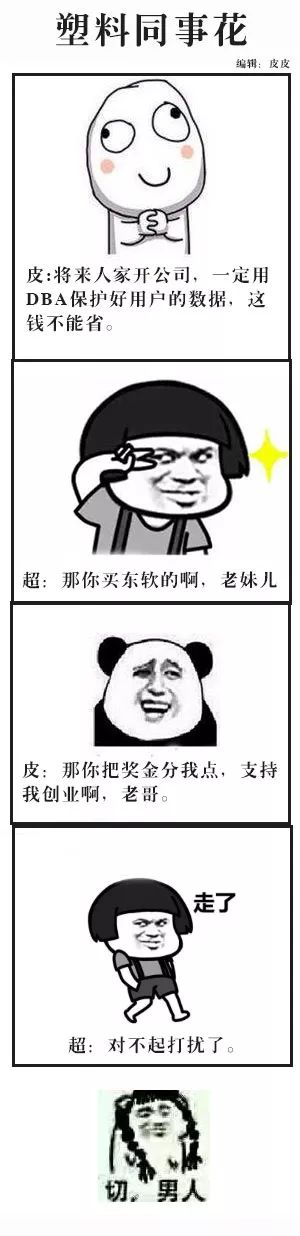 塑料同事花
编辑：皮皮
皮:将来人家开公司，一定用
DBA保护好用户的数据，这
钱不能省。
超：那你买东软的啊，老妹儿
皮：那你把奖金分我点，支持
我创业啊，老哥。
走了
超：对不起打扰了。
切，男人